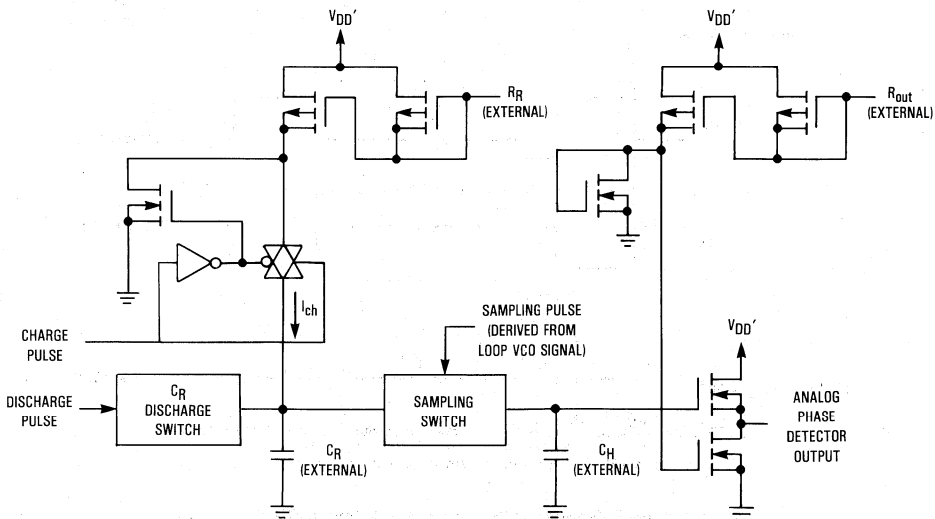 VDD'
VDD'
RR
(EXTERNAL)
Rout
(EXTERNAL)
Ich
CHARGE
PULSE
SAMPLING PULSE
(DERIVED FROM
LOOP VCO SIGNAL)
VDD'
DISCHARGE
PULSE
CR
DISCHARGE
SWITCH
SAMPLING
SWITCH
ANALOG
PHASE
DETECTOR
OUTPUT
CR
(EXTERNAL)
CH
(EXTERNAL)